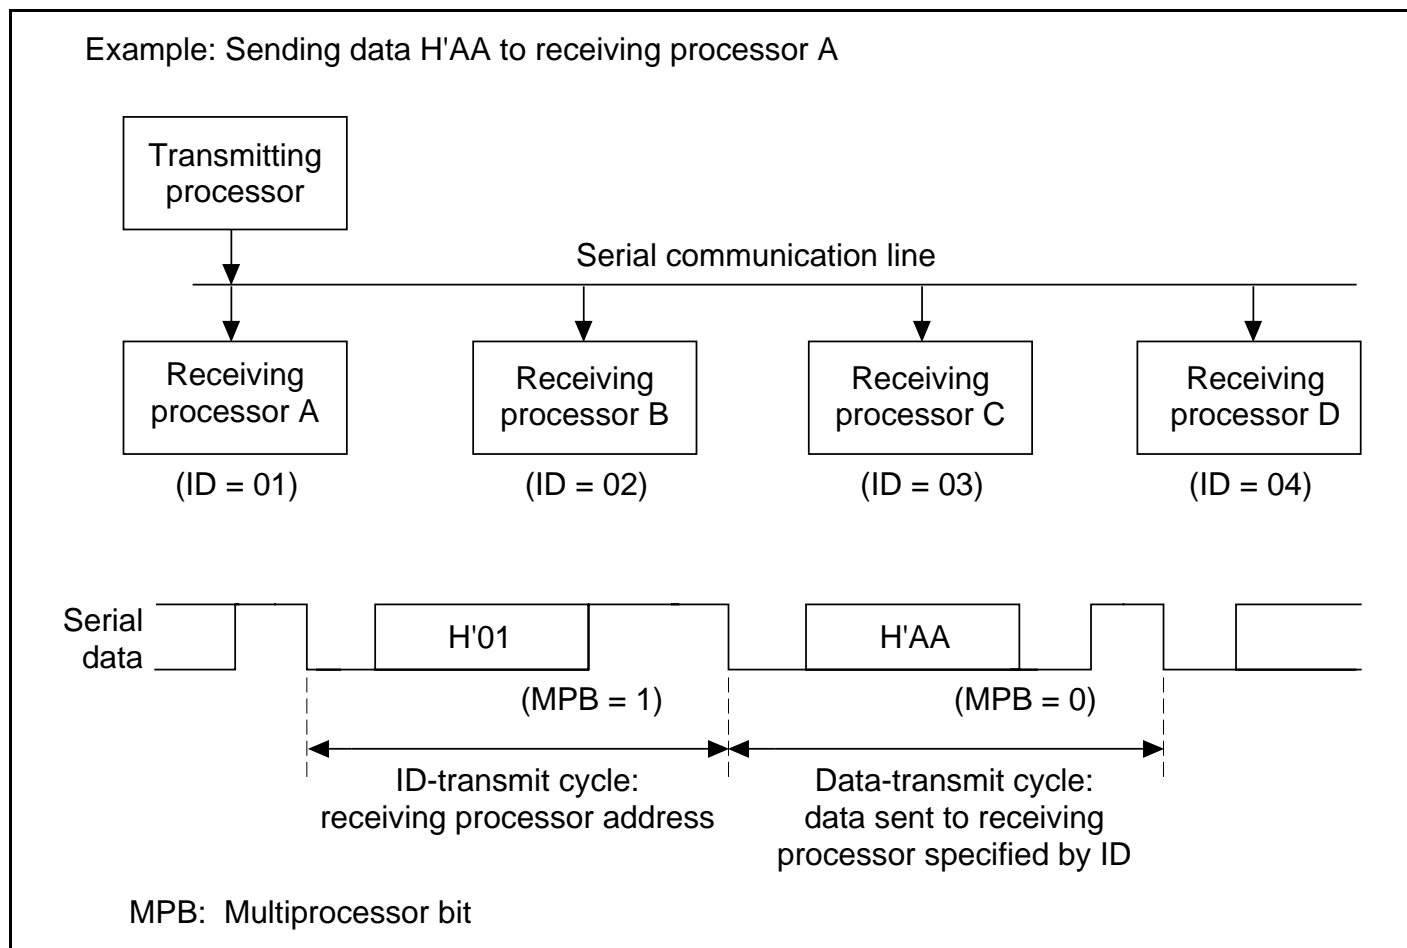 Example: Sending data H'AA to receiving processor A
Transmitting
processor
Serial communication line
Receiving
processor A
Receiving
processor B
Receiving
processor C
Receiving
processor D
(ID = 01)
(ID = 02)
(ID = 03)
(ID = 04)
Serial
data
H'01
H'AA
(MPB = 1)
(MPB = 0)
ID-transmit cycle:
receiving processor address
Data-transmit cycle:
data sent to receiving
processor specified by ID
MPB: Multiprocessor bit